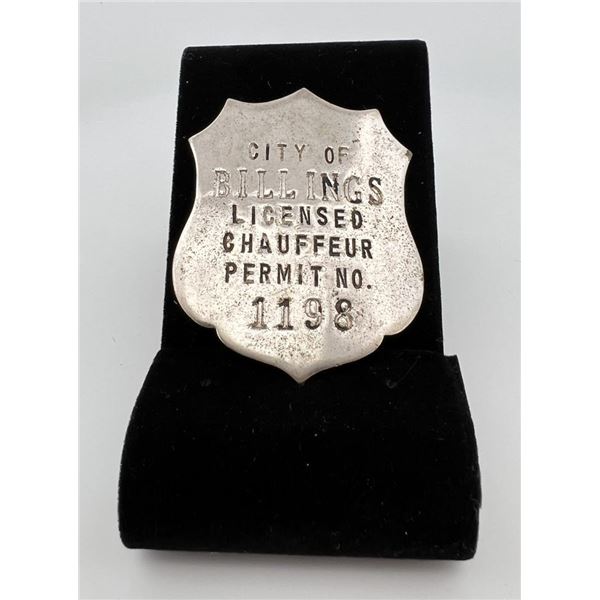 CITY OF
BILLINGS
LICENSED
CHAUFFEUR
PERMIT NO.
1198